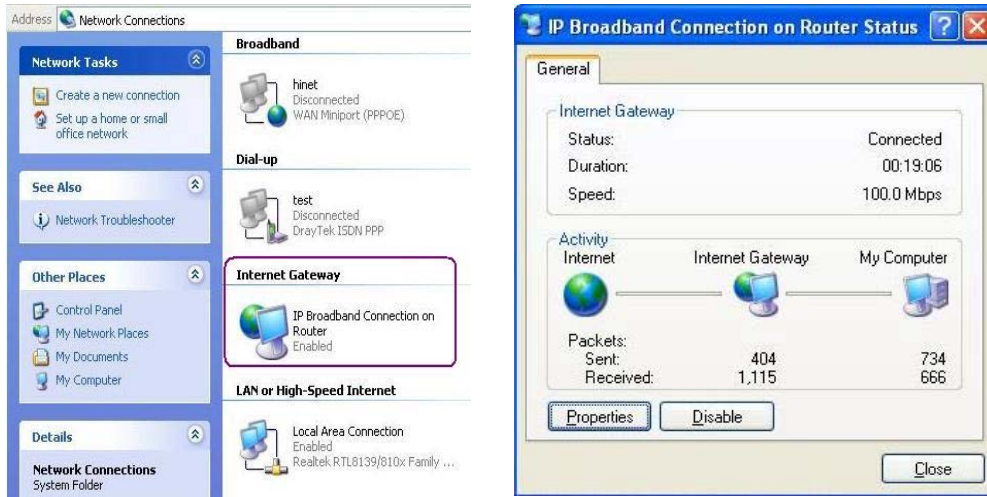 Address Network Connections
Network Tasks
Create a new connection
Set up a home or small
office network
See Also
Network Troubleshooter
Other Places
Control Panel
My Network Places
My Documents
My Computer
Details
Network Connections
System Folder
Broadband
hinet
Disconnected
WAN Miniport (PPPOE)
Dial-up
test
Disconnected
DrayTek ISDN PPP
Internet Gateway
IP Broadband Connection on
Router
Enabled
LAN or High-Speed Internet
Local Area Connection
Enabled
Realtek RTL8139/810x Family ...
IP Broadband Connection on Router Status
General
Internet Gateway
Status: Connected
Duration: 00:19:06
Speed: 100.0 Mbps
Activity
Internet Internet Gateway My Computer
Packets:
Sent: 404 734
Received: 1,115 666
Properties Disable
Close